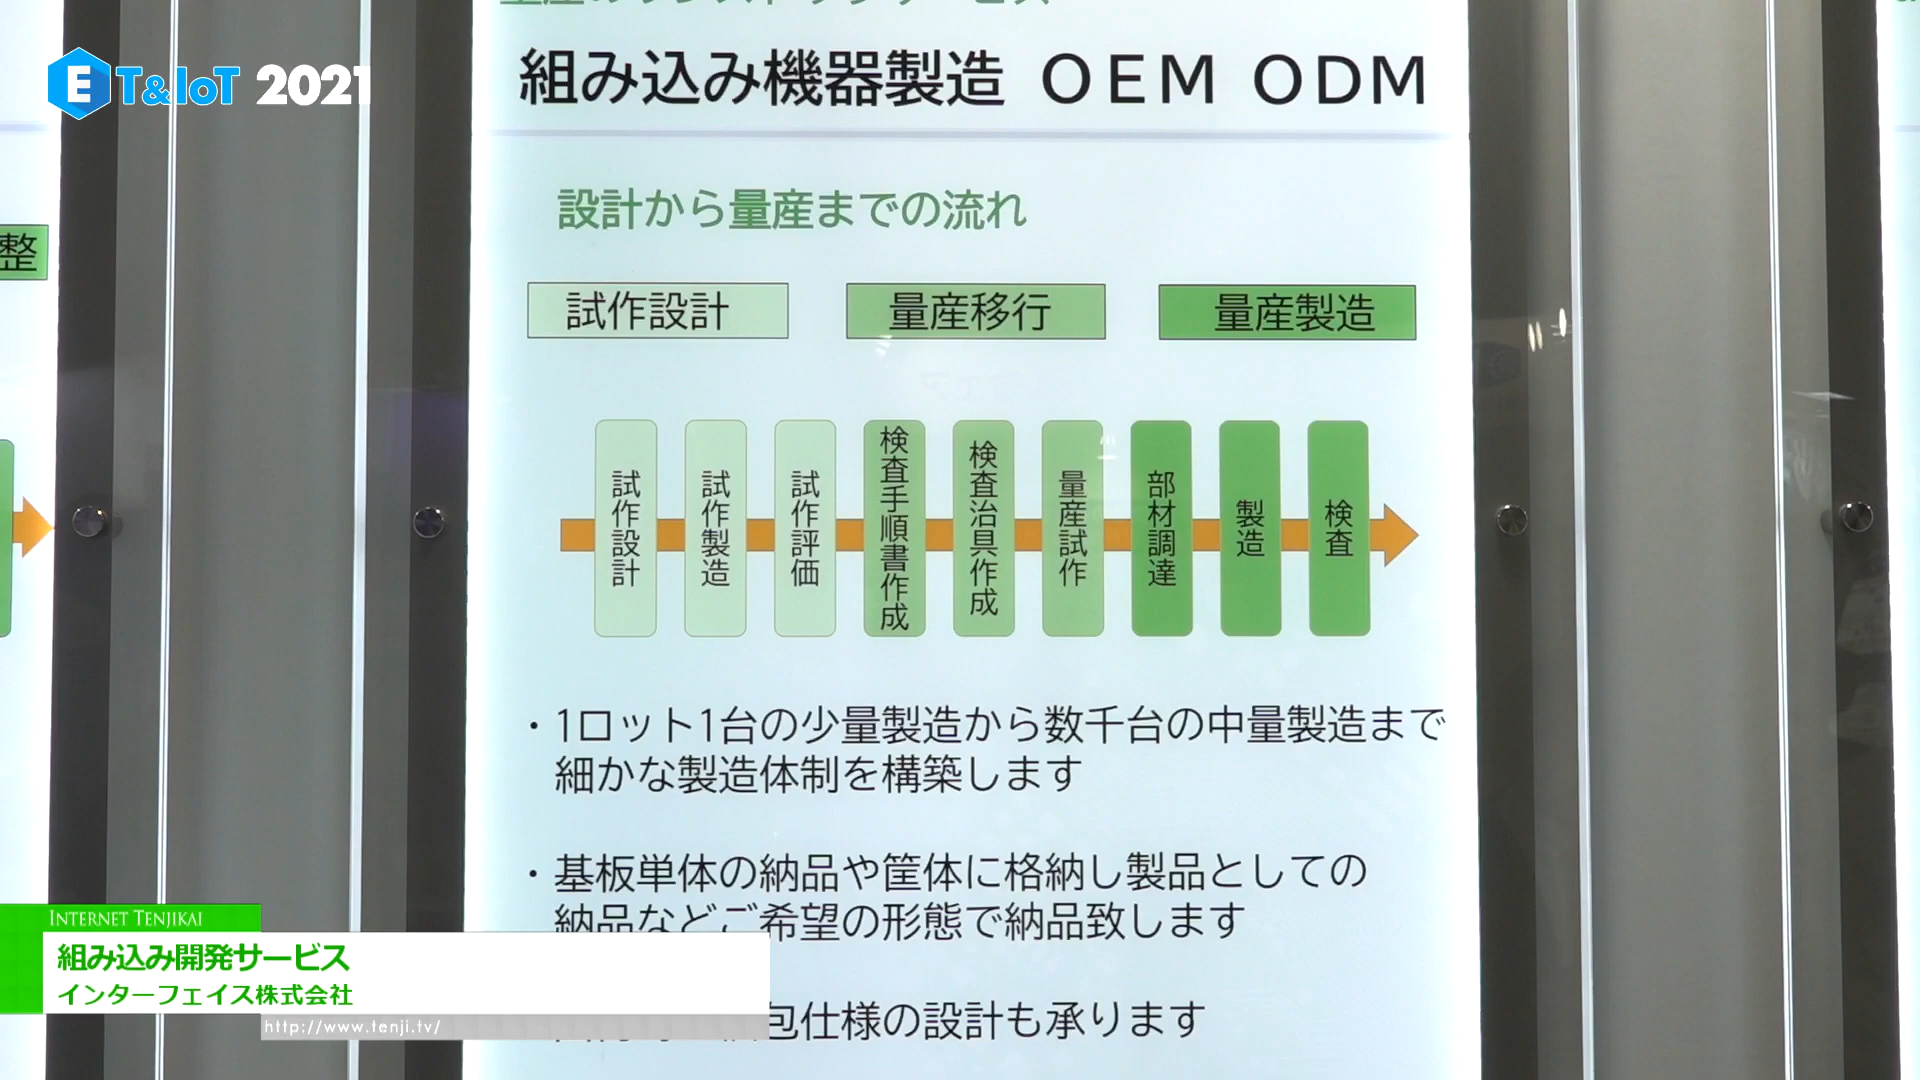 ET&IoT 2021
組み込み機器製造 OEM ODM
設計から量産までの流れ
整
試作設計 量産移行 量産製造
試作設計
試作製造
試作評価
検査手順書作成
検査治具作成
量産試作
部材調達
製造
検査
・1ロット1台の少量製造から数千台の中量製造まで
細かな製造体制を構築します
・基板単体の納品や筐体に格納し製品としての
納品などご希望の形態で納品致します
包仕様の設計も承ります
INTERNET TENJIKAI
組み込み開発サービス
インターフェイス株式会社
http://www.tenji.tv/